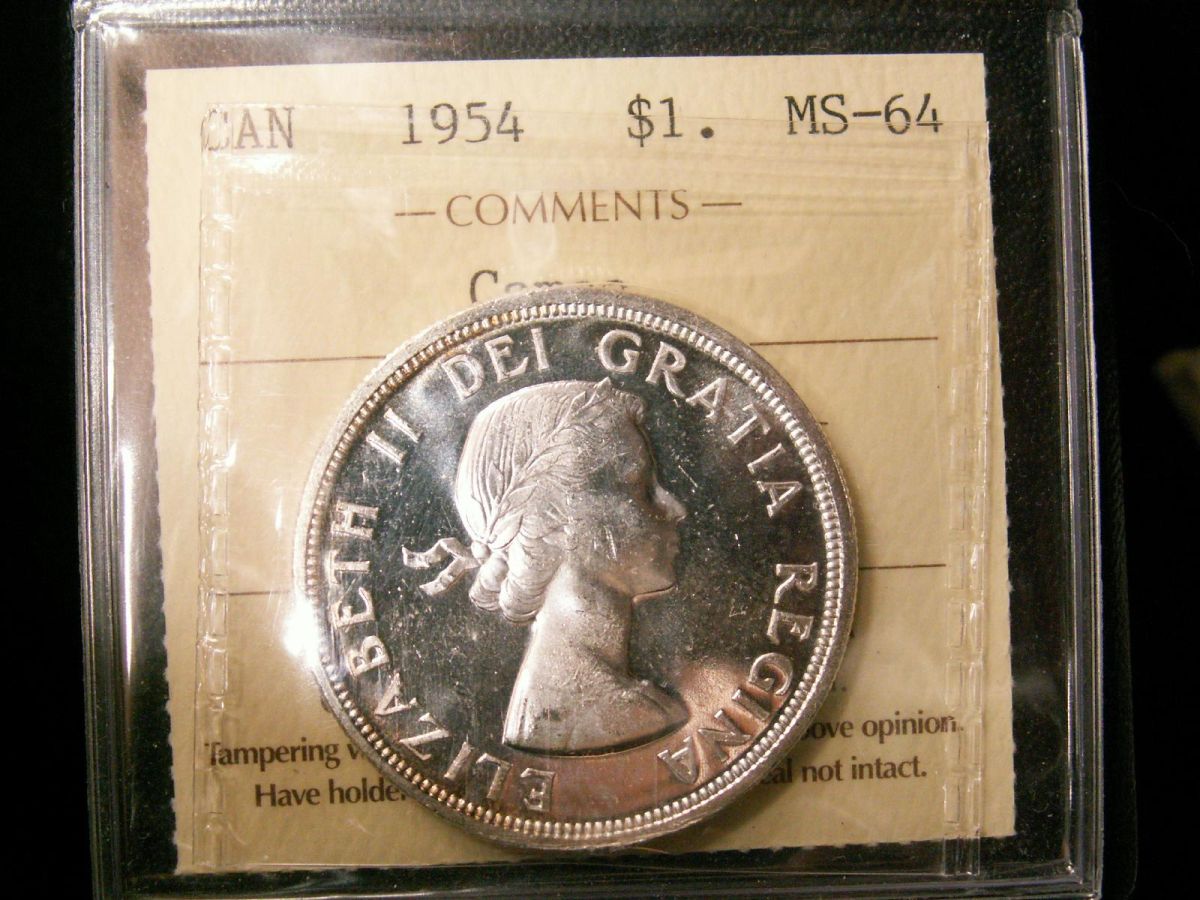 CAN 1954 $1. MS-64
— COMMENTS —
ELIZABETH II DEI GRATIA REGINA
Tampering
ove opinion.
Have holde
al not intact.